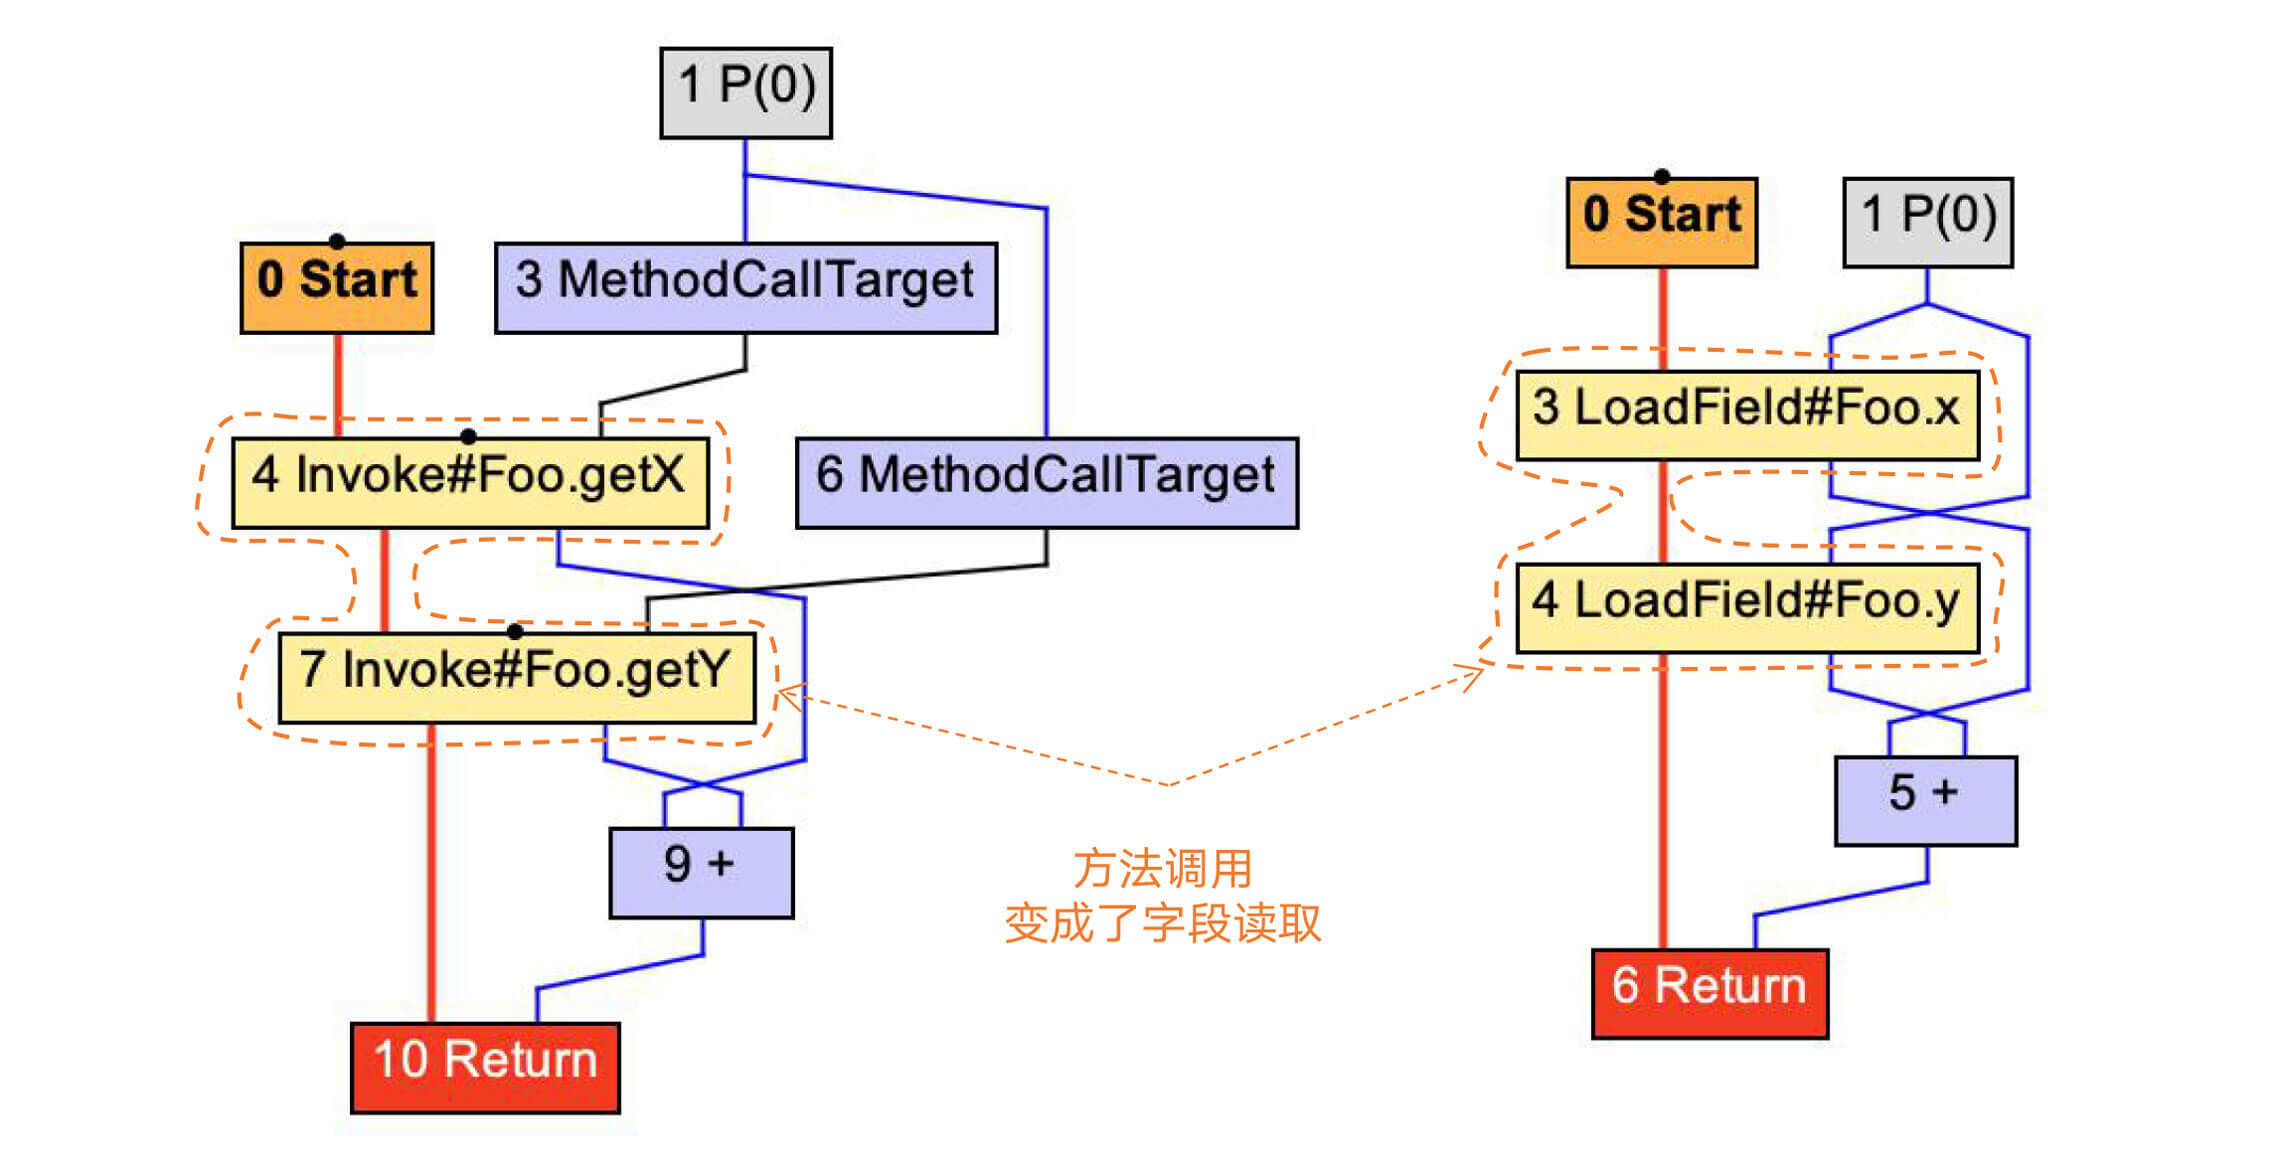 1 P(0)
0 Start
3 MethodCallTarget
4 Invoke#Foo.getX
6 MethodCallTarget
7 Invoke#Foo.getY
9 +
10 Return
方法调用
变成了字段读取
0 Start
1 P(0)
3 LoadField#Foo.x
4 LoadField#Foo.y
5 +
6 Return